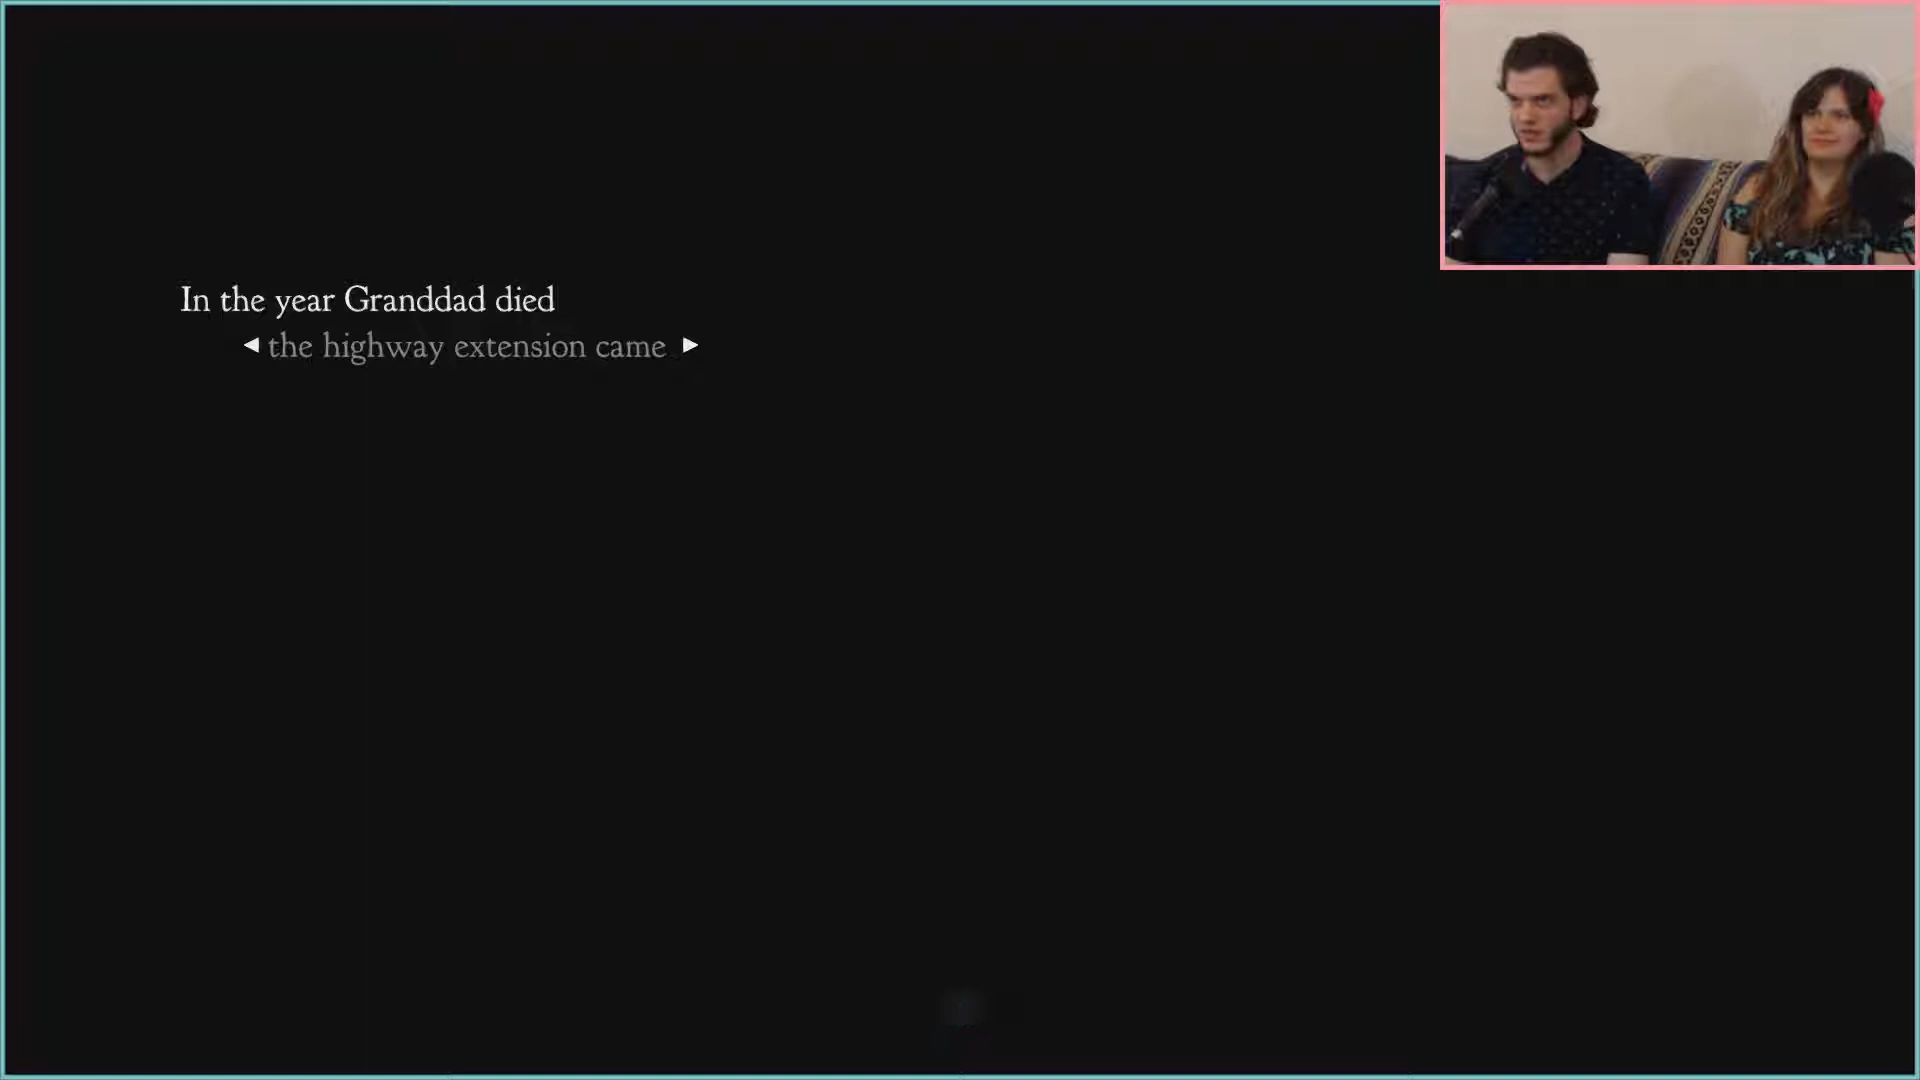 In the year Granddad died
the highway extension came